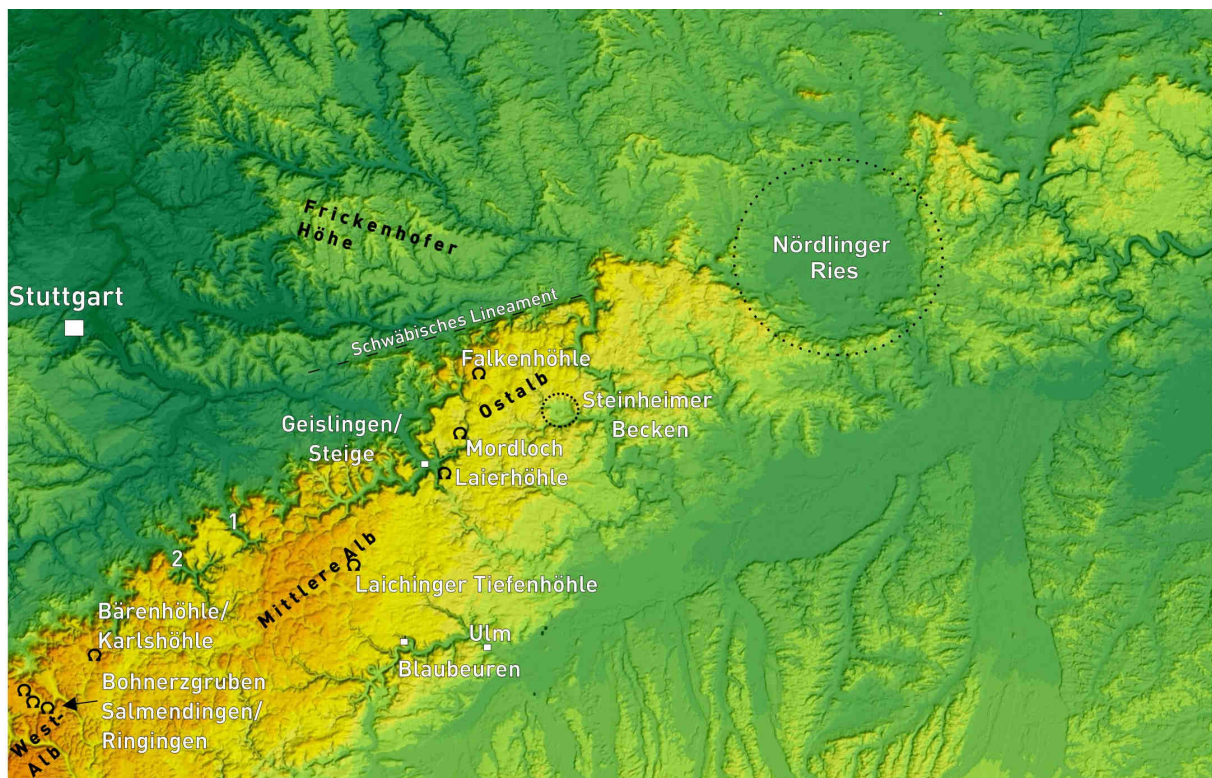 Frickenhofer
Höhe
Nördlinger
Ries
Stuttgart
Schwäbisches Lineament
Falkenhöhle
Ostalb
Steinheimer
Becken
Geislingen/
Steige
Mordloch
Laierhöhle
1
2
Mittlere Alb
Laichinger Tiefenhöhle
Bärenhöhle/
Karlshöhle
Ulm
Blaubeuren
Bohnerzgruben
Salmendingen/
Ringingen
West-
Alb